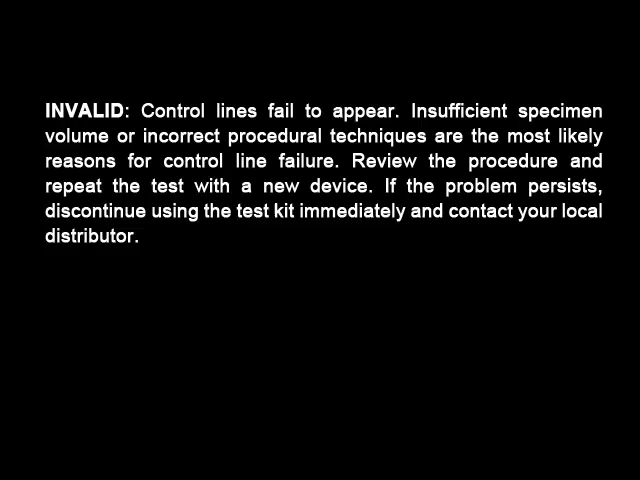 INVALID: Control lines fail to appear. Insufficient specimen
volume or incorrect procedural techniques are the most likely
reasons for control line failure. Review the procedure and
repeat the test with a new device. If the problem persists,
discontinue using the test kit immediately and contact your local
distributor.